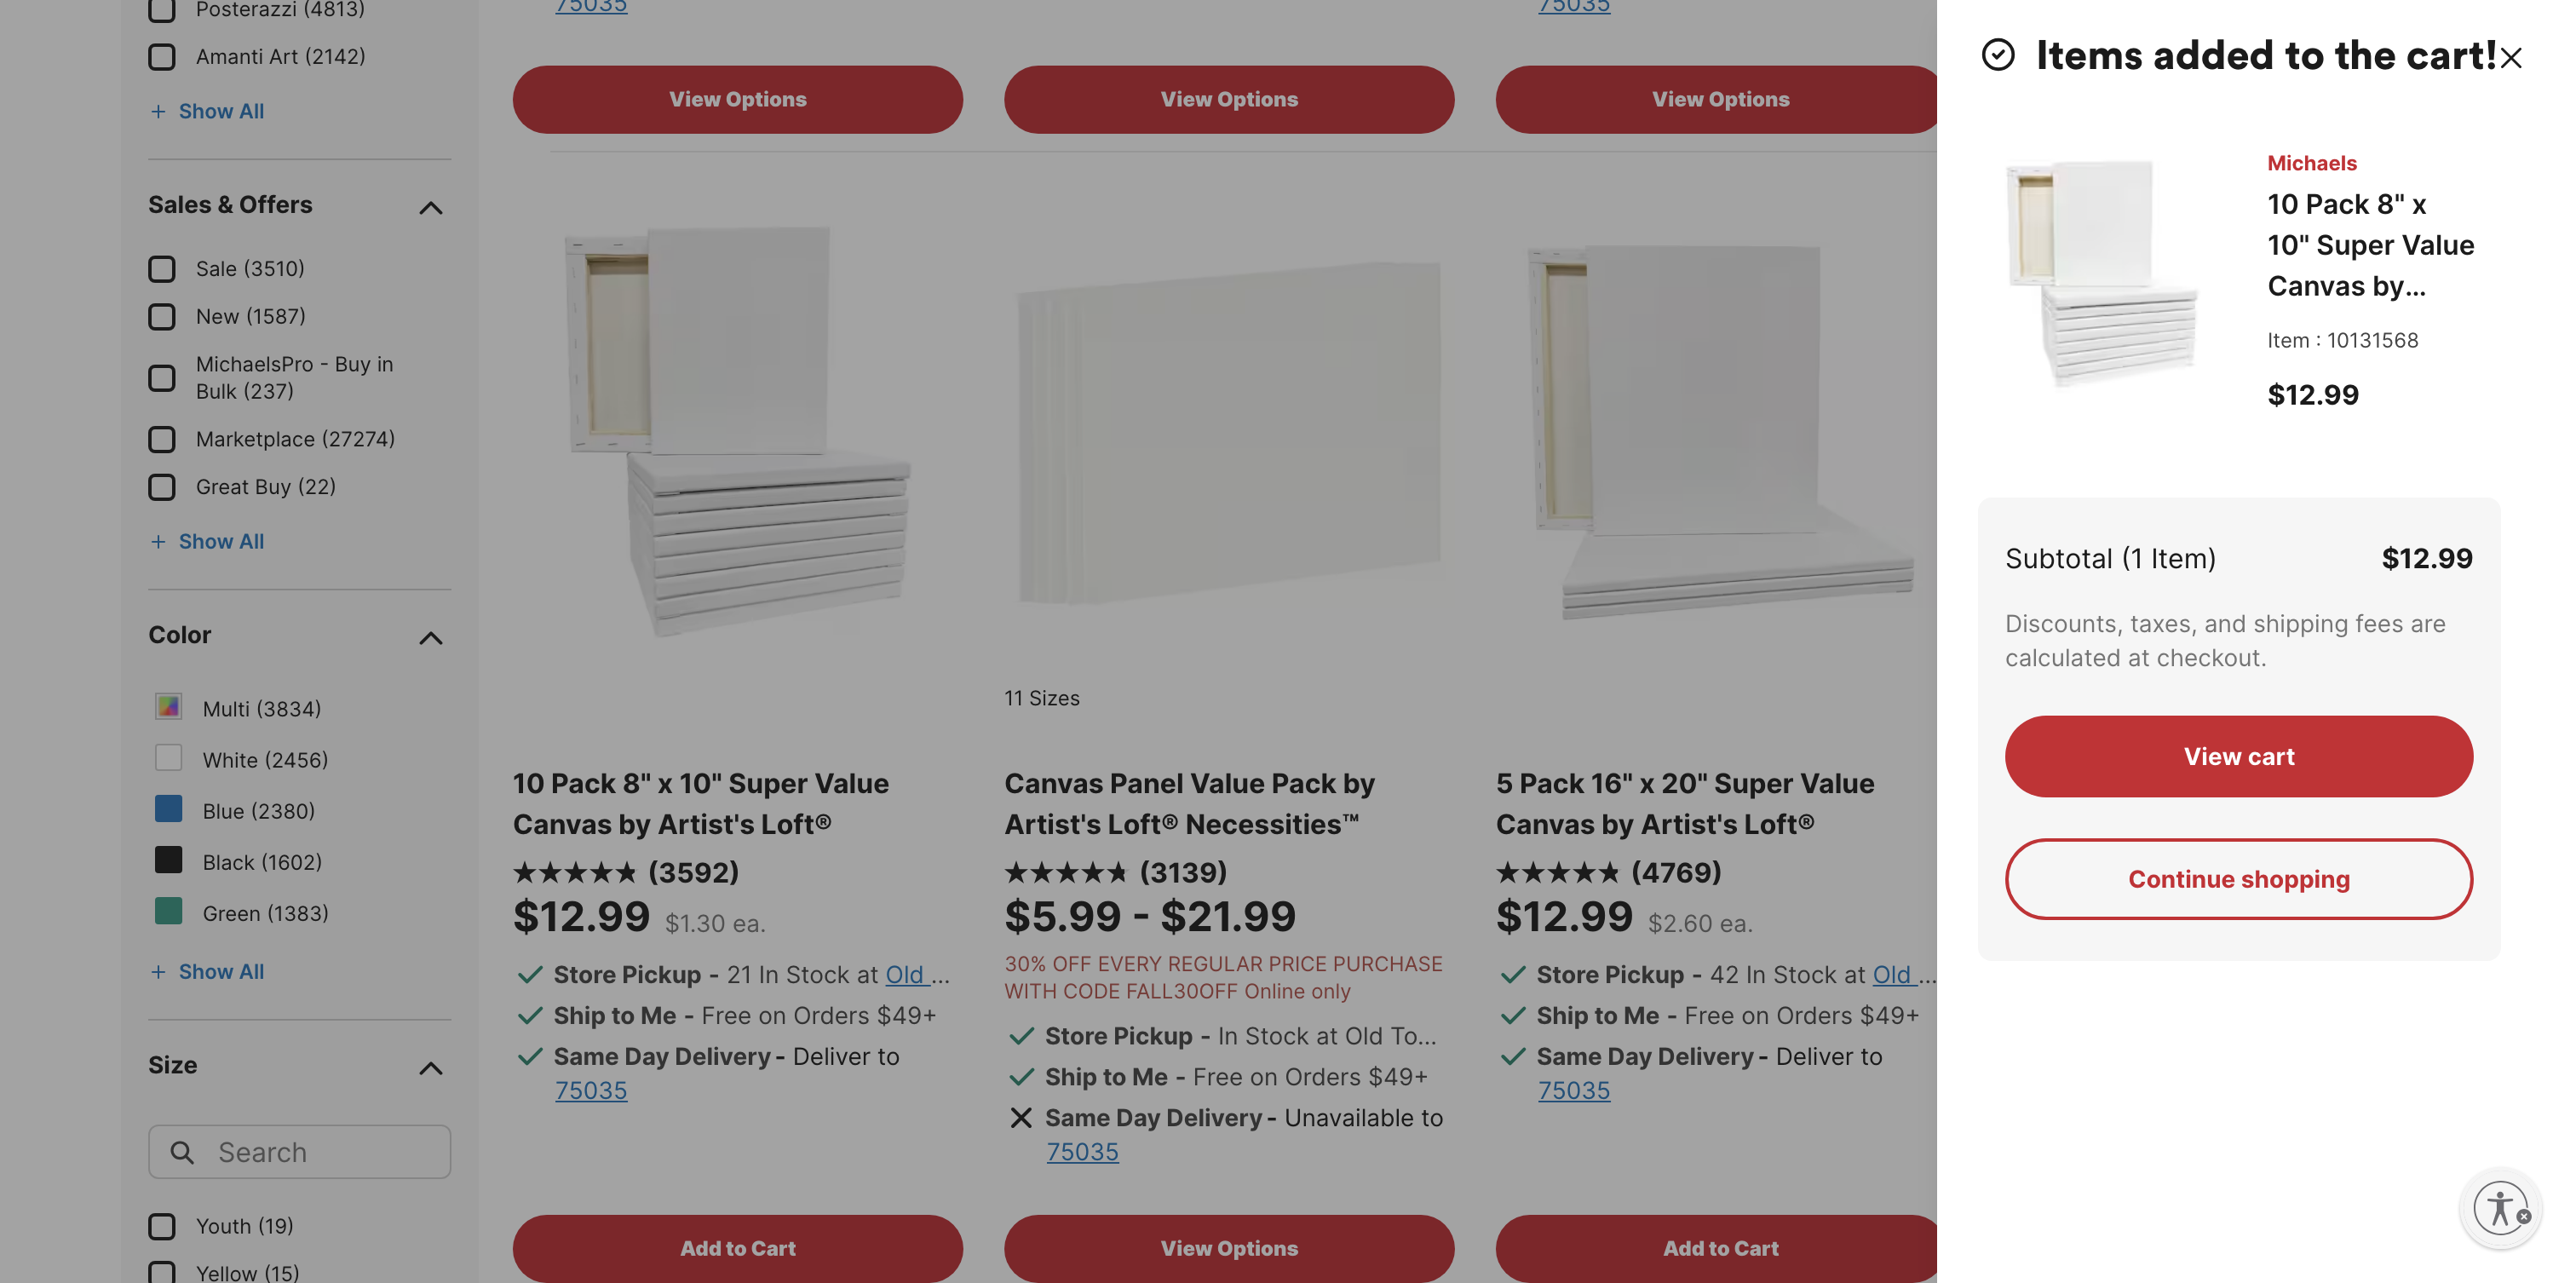 Posterazzi (4813)
Amanti Art (2142)
+ Show All
Sales & Offers
Sale (3510)
New (1587)
MichaelsPro - Buy in
Bulk (237)
Marketplace (27274)
Great Buy (22)
+ Show All
Color
Multi (3834)
White (2456)
Blue (2380)
Black (1602)
Green (1383)
+ Show All
Size
Search
Youth (19)
Yellow (15)
75035
75035
View Options
View Options
View Options
10 Pack 8" x 10" Super Value
Canvas by Artist's Loft®
(3592)
$12.99 $1.30 ea.
Store Pickup - 21 In Stock at Old ...
Ship to Me - Free on Orders $49+
Same Day Delivery - Deliver to
75035
Add to Cart
11 Sizes
Canvas Panel Value Pack by
Artist's Loft® Necessities™
(3139)
$5.99 - $21.99
30% OFF EVERY REGULAR PRICE PURCHASE
WITH CODE FALL30OFF Online only
Store Pickup - In Stock at Old To...
Ship to Me - Free on Orders $49+
Same Day Delivery - Unavailable to
75035
View Options
5 Pack 16" x 20" Super Value
Canvas by Artist's Loft®
(4769)
$12.99 $2.60 ea.
Store Pickup - 42 In Stock at Old ...
Ship to Me - Free on Orders $49+
Same Day Delivery - Deliver to
75035
Add to Cart
Items added to the cart!
Michaels
10 Pack 8" x
10" Super Value
Canvas by...
Item : 10131568
$12.99
Subtotal (1 Item) $12.99
Discounts, taxes, and shipping fees are
calculated at checkout.
View cart
Continue shopping